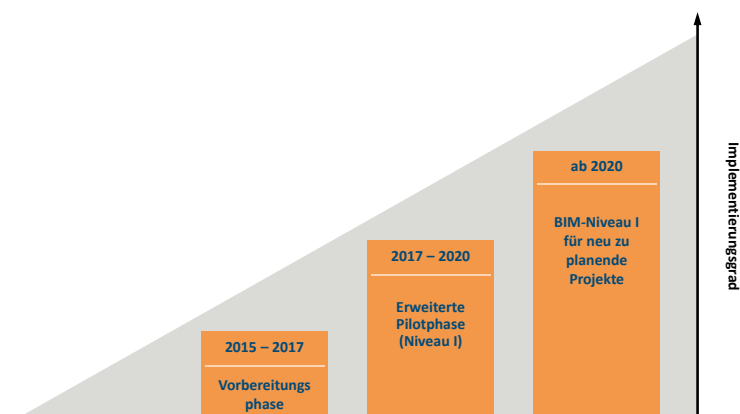 ab 2020
BIM-Niveau I
für neu zu
planende
Projekte
2017 – 2020
Erweiterte
Pilotphase
(Niveau I)
2015 – 2017
Vorbereitungs
phase
Implementierungsgrad